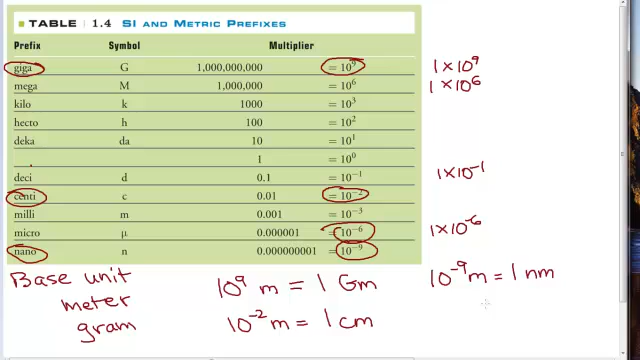 TABLE 1.4 SI AND METRIC PREFIXES
Prefix Symbol Multiplier
giga G 1,000,000,000 = 10⁹ 1 × 10⁹
mega M 1,000,000 = 10⁶ 1 × 10⁶
kilo k 1000 = 10³
hecto h 100 = 10²
deka da 10 = 10¹
1 = 10⁰
deci d 0.1 = 10⁻¹ 1 × 10⁻¹
centi c 0.01 = 10⁻²
milli m 0.001 = 10⁻³
micro μ 0.000001 = 10⁻⁶ 1 × 10⁻⁶
nano n 0.000000001 = 10⁻⁹
Base unit 10⁹ m = 1 Gm 10⁻⁹ m = 1 nm
meter
gram 10⁻² m = 1 cm